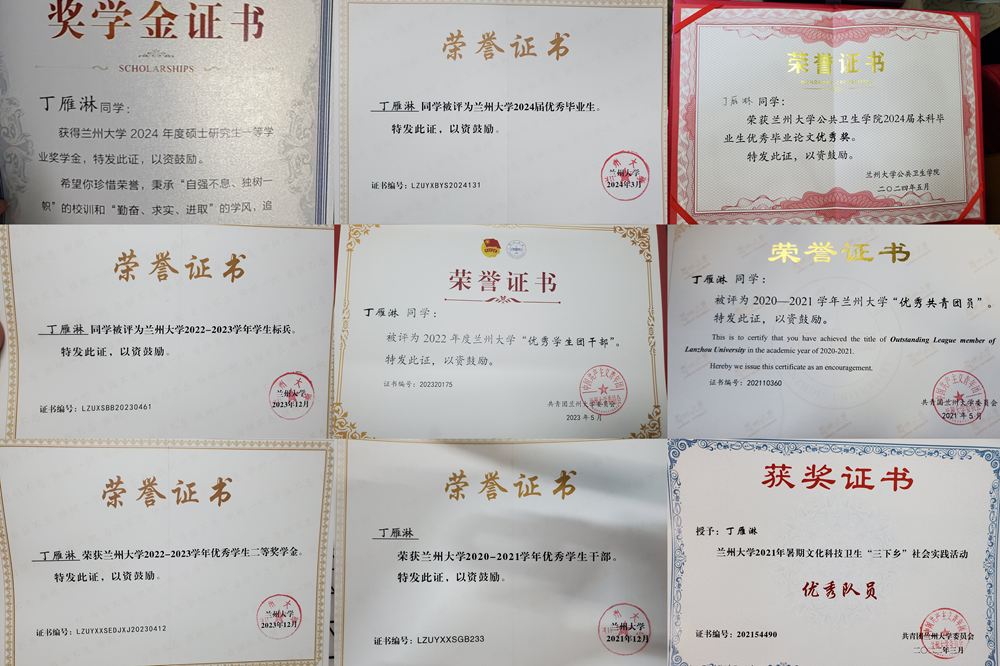 奖学金证书
SCHOLARSHIPS
丁雁淋同学：
获得兰州大学 2024 年度硕士研究生一等学
业奖学金，特发此证，以资鼓励。
希望你珍惜荣誉，秉承“自强不息、独树一
帜”的校训和“勤奋、求实、进取”的学风，追
荣誉证书
丁雁淋 同学被评为兰州大学2024届优秀毕业生。
特发此证，以资鼓励。
证书编号：LZUYXBYS2024131
兰州大学
2024年3月
荣誉证书
丁雁淋 同学：
荣获兰州大学公共卫生学院2024届本科毕
业生优秀毕业论文优秀奖。
特发此证，以资鼓励。
兰州大学公共卫生学院
二〇二四年五月
荣誉证书
丁雁淋 同学被评为兰州大学2022-2023学年学生标兵。
特发此证，以资鼓励。
证书编号：LZUXSBB20230461
兰州大学
2023年12月
荣誉证书
丁雁淋 同学：
被评为 2022 年度兰州大学“优秀学生团干部”。
特发此证，以资鼓励。
证书编号：202320175
共青团兰州大学委员会
2023 年 5 月
荣誉证书
丁雁淋 同学：
被评为 2020—2021 学年兰州大学“优秀共青团员”。
特发此证，以资鼓励。
This is to certify that you have achieved the title of Outstanding League member of
Lanzhou University in the academic year of 2020-2021.
Hereby we issue this certificate as an encouragement.
证书编号：202110360
共青团兰州大学委员会
2021 年 5 月
荣誉证书
丁雁淋 荣获兰州大学2022-2023学年优秀学生二等奖学金。
特发此证，以资鼓励。
证书编号：LZUYXXSEDJXJ20230412
兰州大学
2023年12月
荣誉证书
丁雁淋
荣获兰州大学2020-2021学年优秀学生干部。
特发此证，以资鼓励。
证书编号：LZUYXXSGB233
兰州大学
2021年12月
获奖证书
授予：丁雁淋
兰州大学2021年暑期文化科技卫生“三下乡”社会实践活动
优秀队员
证书编号：202154490
共青团兰州大学委员会
二〇二二年三月